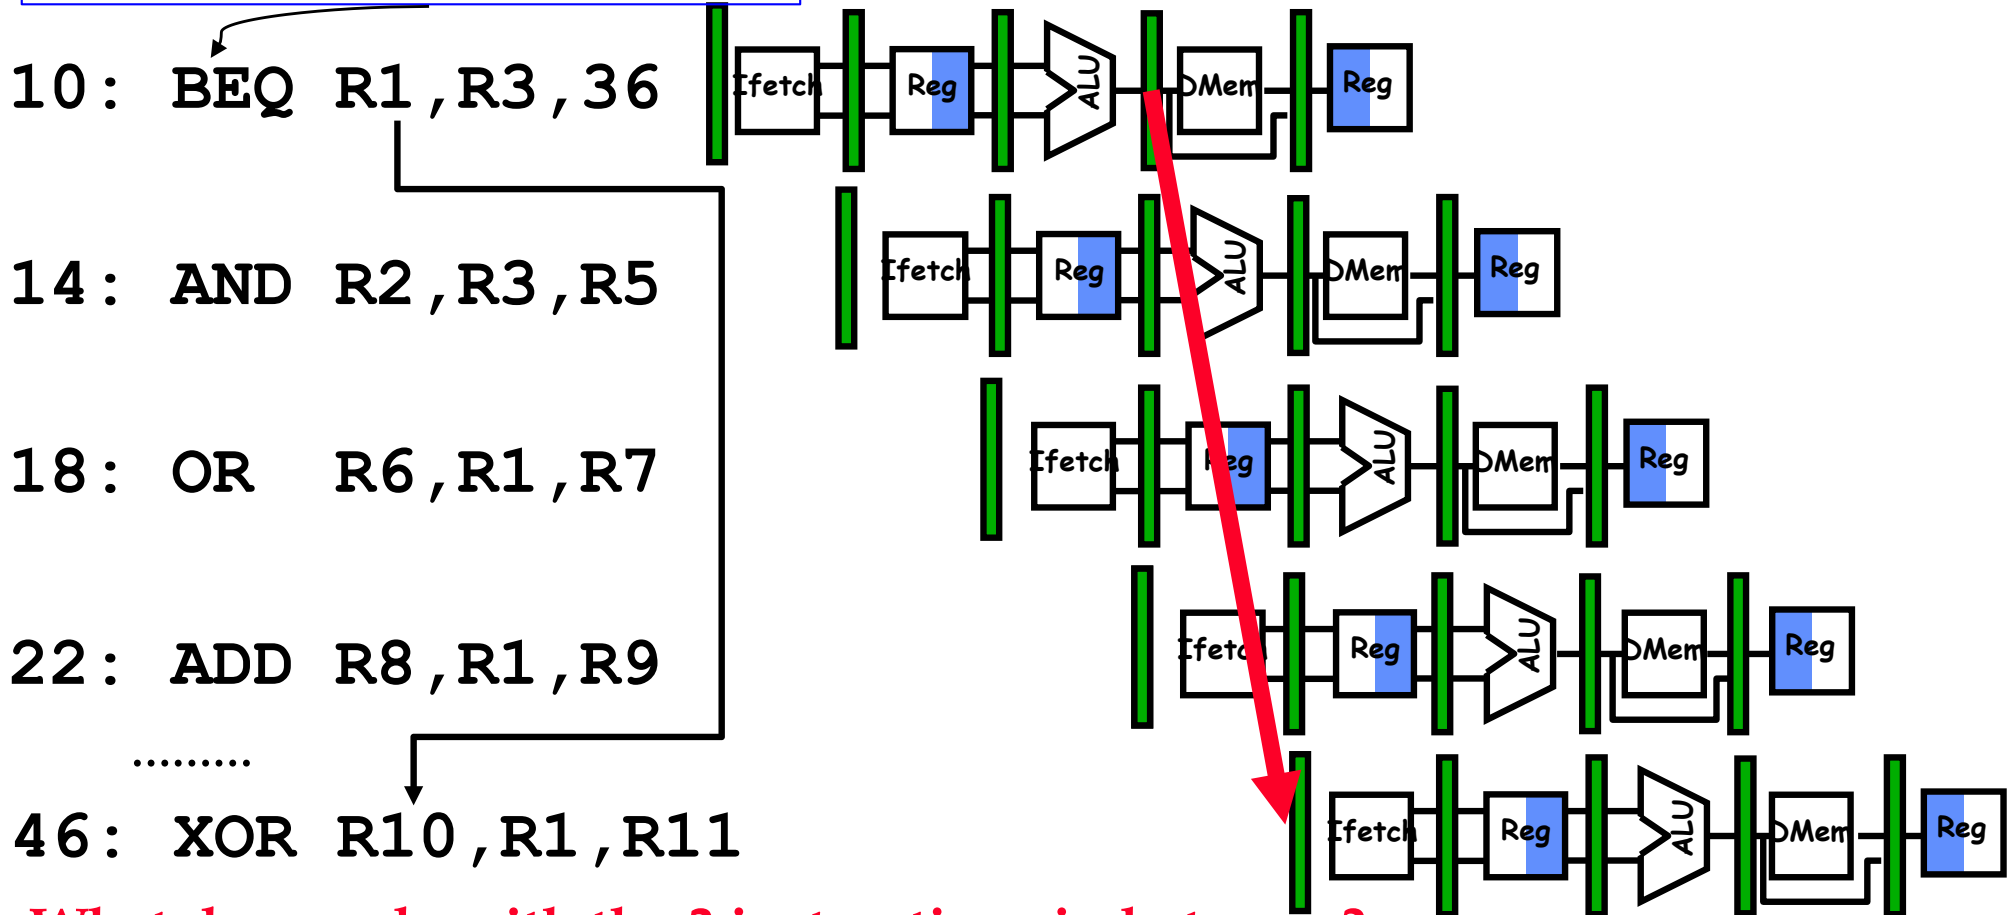 10: BEQ R1,R3,36 Ifetch Reg ALU DMem Reg
14: AND R2,R3,R5 Ifetch Reg ALU DMem Reg
18: OR R6,R1,R7 Ifetch Reg ALU DMem Reg
22: ADD R8,R1,R9 Ifetch Reg ALU DMem Reg
.........
46: XOR R10,R1,R11 Ifetch Reg ALU DMem Reg